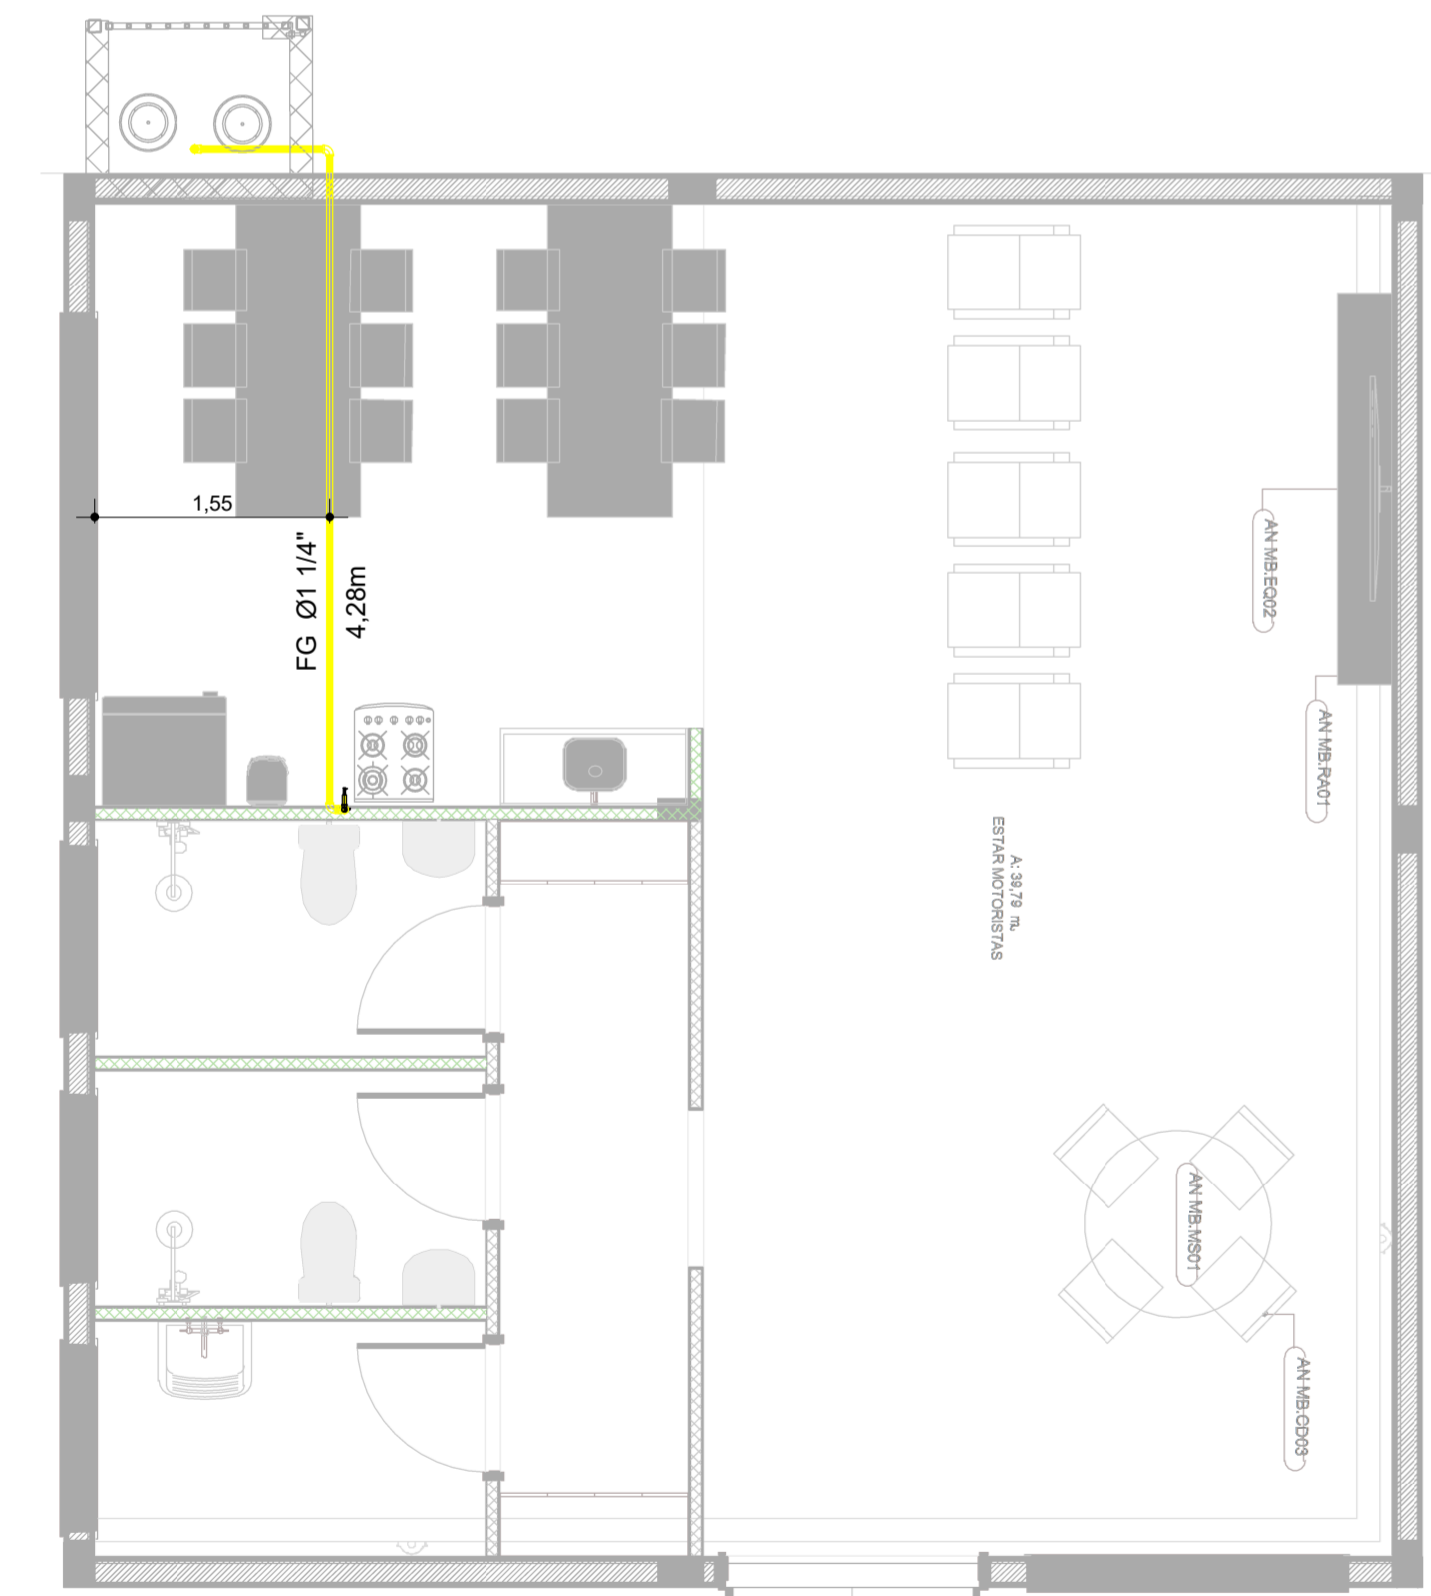 1,55
FG Ø1 1/4"
4,28m
AN MB.EQ02
AN MB.RA01
A: 39,79 m²
ESTAR MOTORISTAS
AN MB.MS01
AN MB.CD03